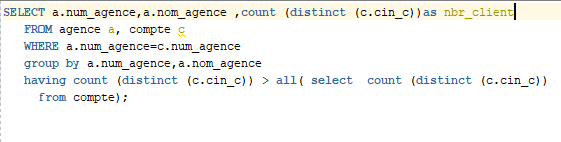 SELECT a.num_agence,a.nom_agence ,count (distinct (c.cin_c))as nbr_client
FROM agence a, compte c
WHERE a.num_agence=c.num_agence
group by a.num_agence,a.nom_agence
having count (distinct (c.cin_c)) > all( select  count (distinct (c.cin_c))
from compte);